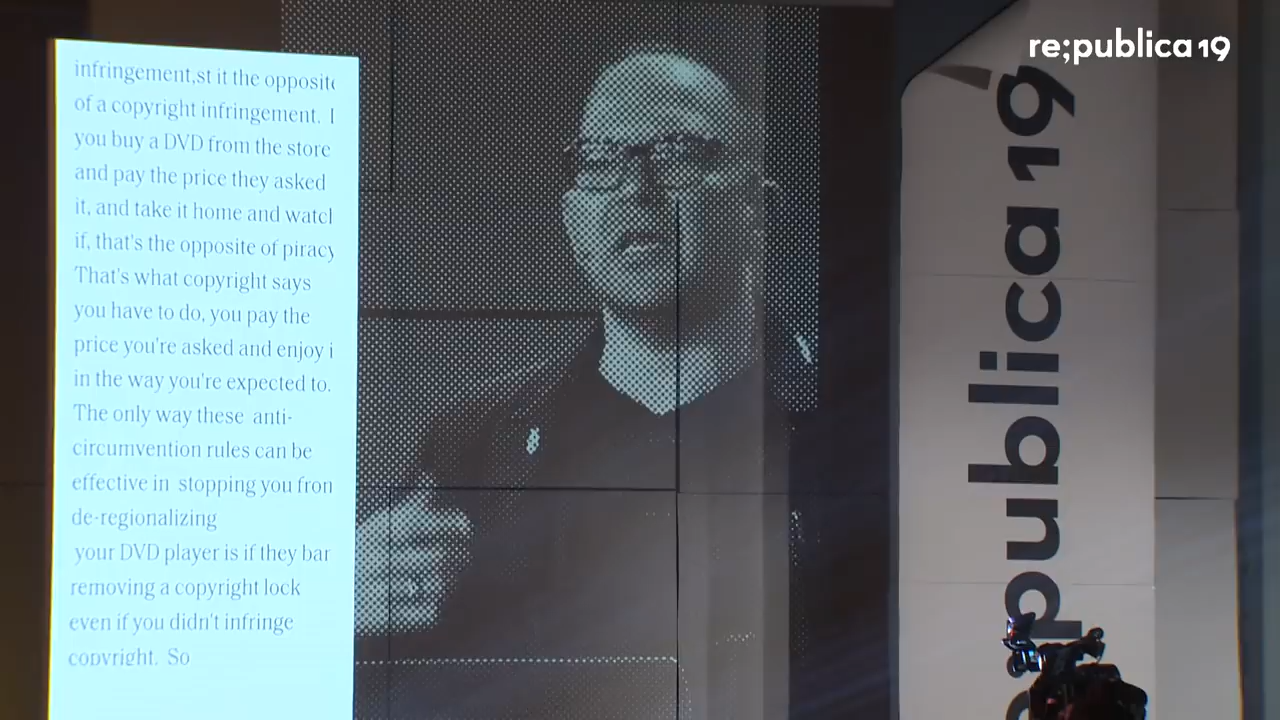 re;publica 19
infringement,st it the opposite
of a copyright infringement. I
you buy a DVD from the store
and pay the price they asked
it, and take it home and watch
if, that's the opposite of piracy
That's what copyright says
you have to do, you pay the
price you're asked and enjoy i
in the way you're expected to.
The only way these anti-
circumvention rules can be
effective in stopping you fron
de-regionalizing
your DVD player is if they bar
removing a copyright lock
even if you didn't infringe
copyright. So
publica 19